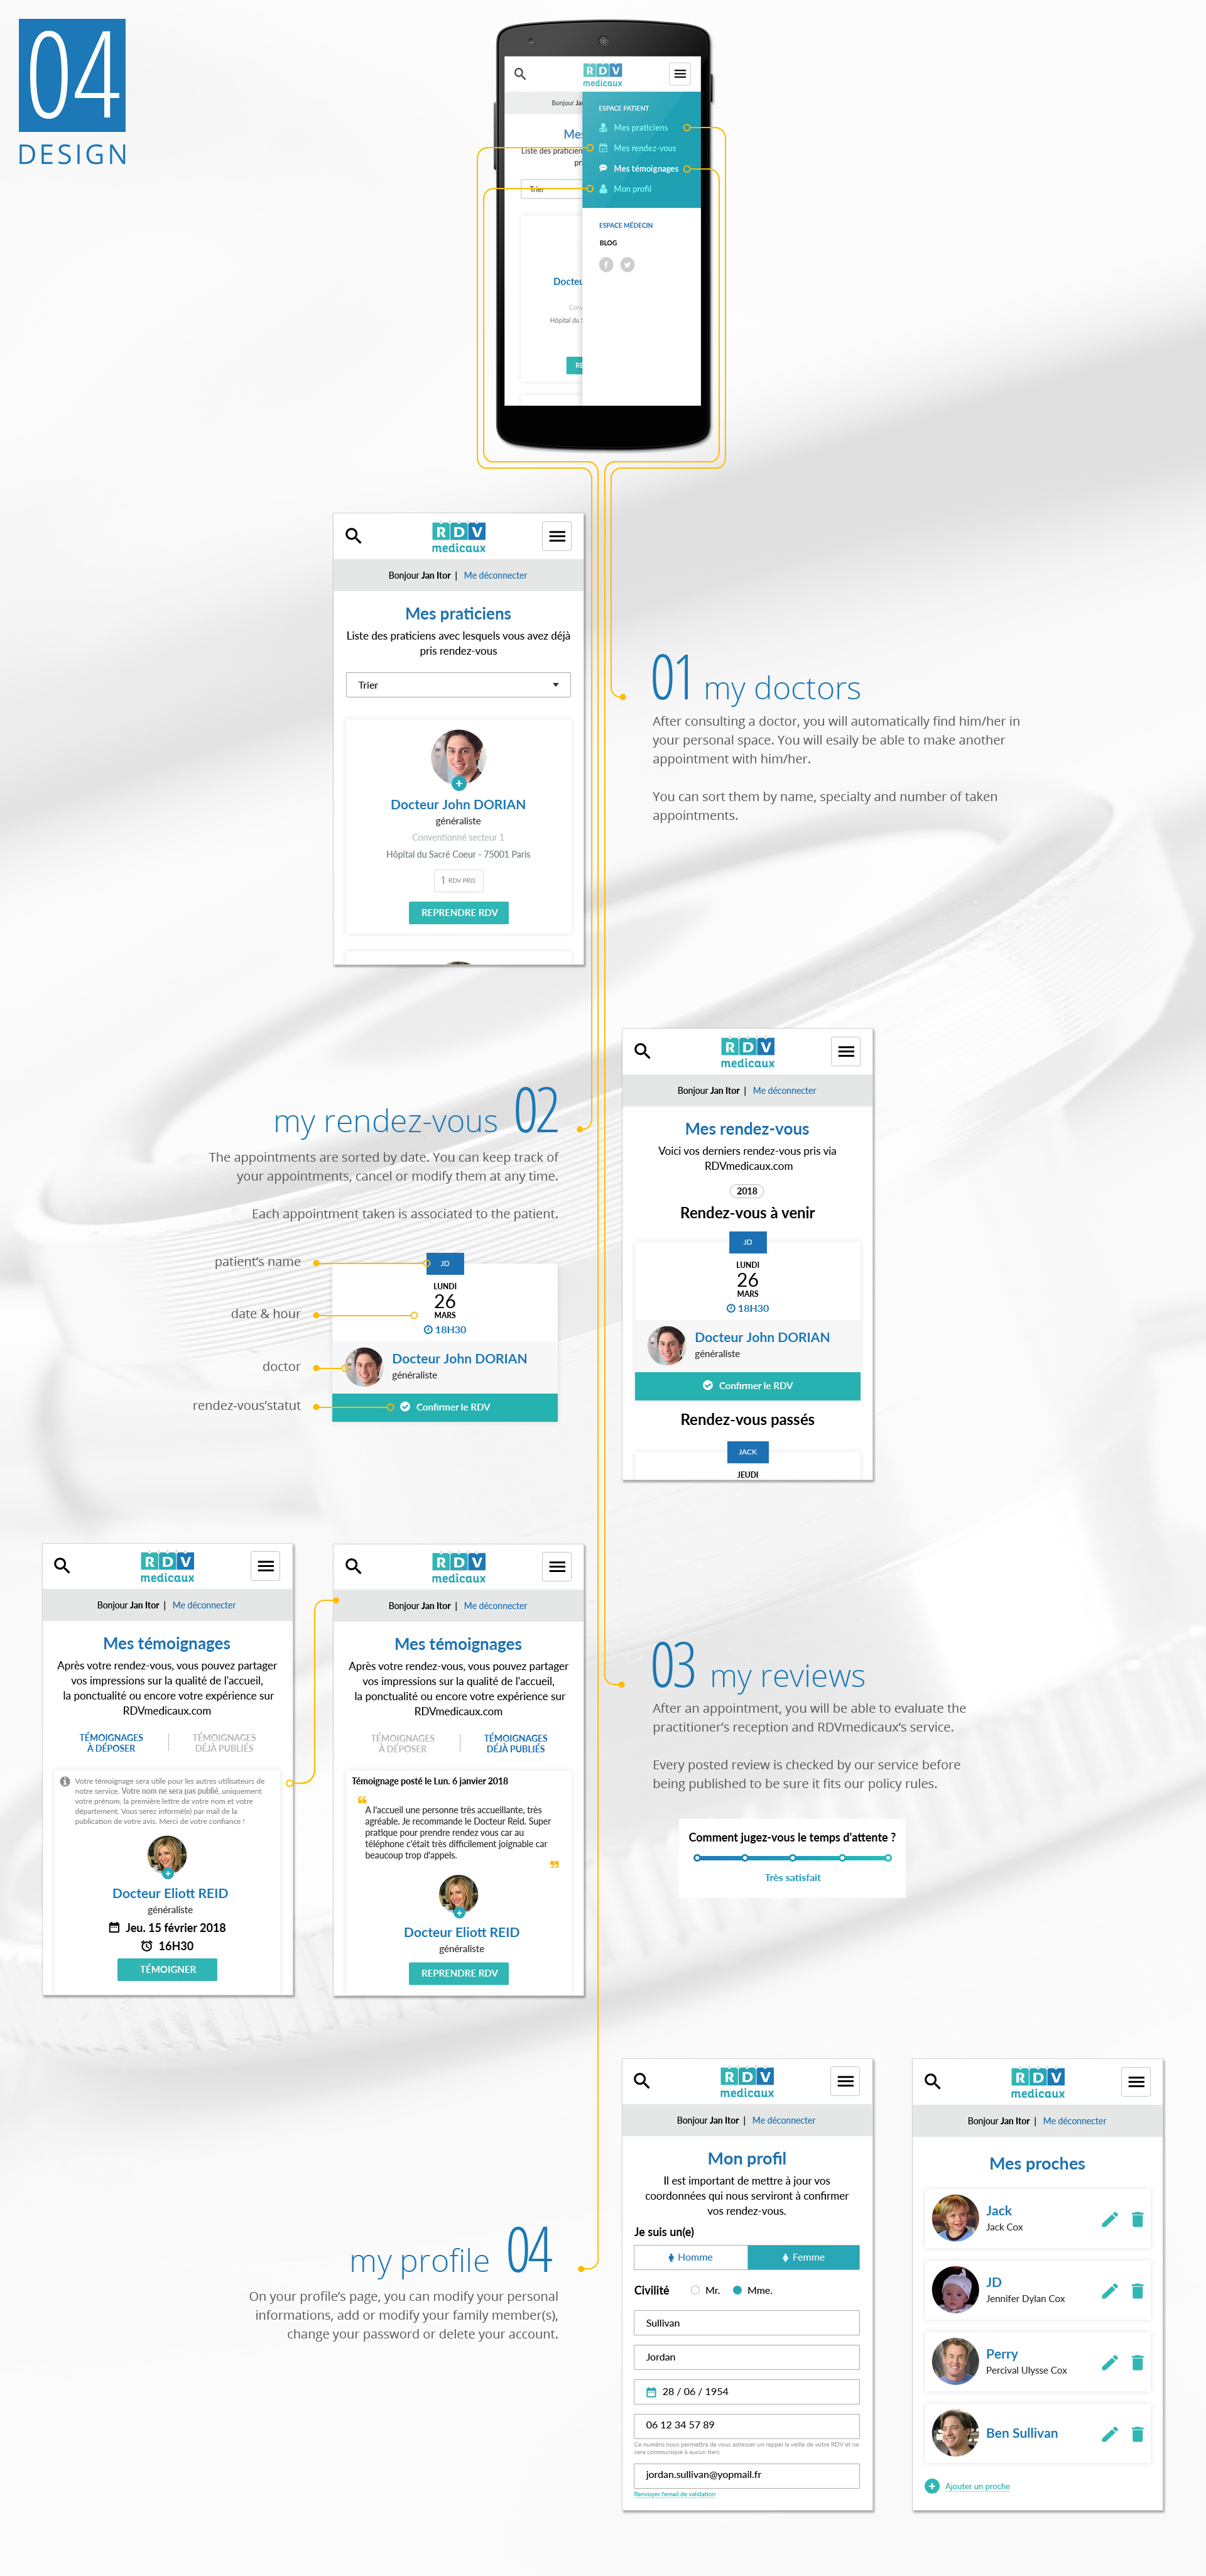 04
DESIGN
RDV
medicaux
Bonjour Ja
Mes
Liste des praticien
pr
Trier
Docteu
Conv
Hôpital du S
RE
ESPACE PATIENT
Mes praticiens
Mes rendez-vous
Mes témoignages
Mon profil
ESPACE MÉDECIN
BLOG
RDV
medicaux
Bonjour Jan Itor | Me déconnecter
Mes praticiens
Liste des praticiens avec lesquels vous avez déjà
pris rendez-vous
Trier
Docteur John DORIAN
généraliste
Conventionné secteur 1
Hôpital du Sacré Coeur - 75001 Paris
1 RDV PRIS
REPRENDRE RDV
01 my doctors
After consulting a doctor, you will automatically find him/her in
your personal space. You will esaily be able to make another
appointment with him/her.
You can sort them by name, specialty and number of taken
appointments.
my rendez-vous 02
The appointments are sorted by date. You can keep track of
your appointments, cancel or modify them at any time.
Each appointment taken is associated to the patient.
patient's name
date & hour
doctor
rendez-vous'statut
JD
LUNDI
26
MARS
18H30
Docteur John DORIAN
généraliste
Confirmer le RDV
RDV
medicaux
Bonjour Jan Itor | Me déconnecter
Mes rendez-vous
Voici vos derniers rendez-vous pris via
RDVmedicaux.com
2018
Rendez-vous à venir
JD
LUNDI
26
MARS
18H30
Docteur John DORIAN
généraliste
Confirmer le RDV
Rendez-vous passés
JACK
JEUDI
RDV
medicaux
Bonjour Jan Itor | Me déconnecter
Mes témoignages
Après votre rendez-vous, vous pouvez partager
vos impressions sur la qualité de l'accueil,
la ponctualité ou encore votre expérience sur
RDVmedicaux.com
TÉMOIGNAGES
À DÉPOSER
TÉMOIGNAGES
DÉJÀ PUBLIÉS
Votre témoignage sera utile pour les autres utilisateurs de
notre service. Votre nom ne sera pas publié, uniquement
votre prénom, la première lettre de votre nom et votre
département. Vous serez informé(e) par mail de la
publication de votre avis. Merci de votre confiance !
Docteur Eliott REID
généraliste
Jeu. 15 février 2018
16H30
TÉMOIGNER
RDV
medicaux
Bonjour Jan Itor | Me déconnecter
Mes témoignages
Après votre rendez-vous, vous pouvez partager
vos impressions sur la qualité de l'accueil,
la ponctualité ou encore votre expérience sur
RDVmedicaux.com
TÉMOIGNAGES
À DÉPOSER
TÉMOIGNAGES
DÉJÀ PUBLIÉS
Témoignage posté le Lun. 6 janvier 2018
A l'accueil une personne très accueillante, très
agréable. Je recommande le Docteur Reid. Super
pratique pour prendre rendez vous car au
téléphone c'était très difficilement joignable car
beaucoup trop d'appels.
Docteur Eliott REID
généraliste
REPRENDRE RDV
03 my reviews
After an appointment, you will be able to evaluate the
practitioner's reception and RDVmedicaux's service.
Every posted review is checked by our service before
being published to be sure it fits our policy rules.
Comment jugez-vous le temps d'attente ?
Très satisfait
my profile 04
On your profile's page, you can modify your personal
informations, add or modify your family member(s),
change your password or delete your account.
RDV
medicaux
Bonjour Jan Itor | Me déconnecter
Mon profil
Il est important de mettre à jour vos
coordonnées qui nous serviront à confirmer
vos rendez-vous.
Je suis un(e)
Homme
Femme
Civilité Mr. Mme.
Sullivan
Jordan
28 / 06 / 1954
06 12 34 57 89
Ce numéro nous permettra de vous adresser un rappel la veille de votre RDV et ne
sera communiqué à aucun tiers
jordan.sullivan@yopmail.fr
Renvoyer l'email de validation
RDV
medicaux
Bonjour Jan Itor | Me déconnecter
Mes proches
Jack
Jack Cox
JD
Jennifer Dylan Cox
Perry
Percival Ulysse Cox
Ben Sullivan
Ajouter un proche